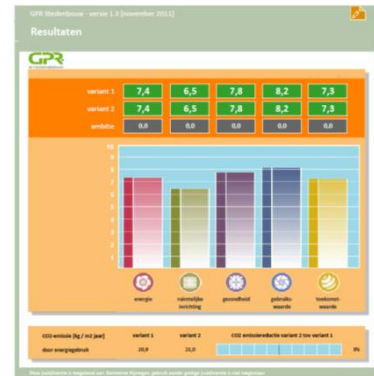 GPR Stedenbouw - versie 1.3 [november 2011]
Resultaten
GPR
variant 1 7,4 6,5 7,8 8,2 7,3
variant 2 7,4 6,5 7,8 8,2 7,3
ambitie 0,0 0,0 0,0 0,0 0,0
10
9
8
7
6
5
4
3
2
1
energie ruimtelijke inrichting gezondheid gebruiks-waarde toekomst-waarde
CO2 emissie [kg / m2 jaar] variant 1 variant 2 CO2 emissiereductie variant 2 tov variant 1
door energiegebruik 20,9 21,0 0%